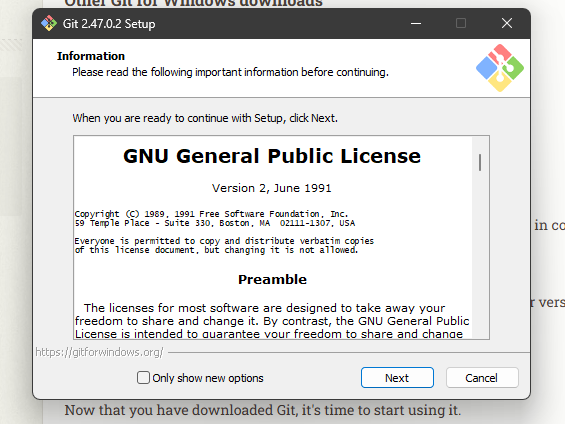 Other Git for Windows downloads
Git 2.47.0.2 Setup
Information
Please read the following important information before continuing.
When you are ready to continue with Setup, click Next.
GNU General Public License
Version 2, June 1991
Copyright (C) 1989, 1991 Free Software Foundation, Inc.
59 Temple Place - Suite 330, Boston, MA  02111-1307, USA
Everyone is permitted to copy and distribute verbatim copies
of this license document, but changing it is not allowed.
Preamble
The licenses for most software are designed to take away your
freedom to share and change it. By contrast, the GNU General Public
License is intended to guarantee your freedom to share and change
in co
https://gitforwindows.org/
Only show new options
Next
Cancel
Now that you have downloaded Git, it's time to start using it.